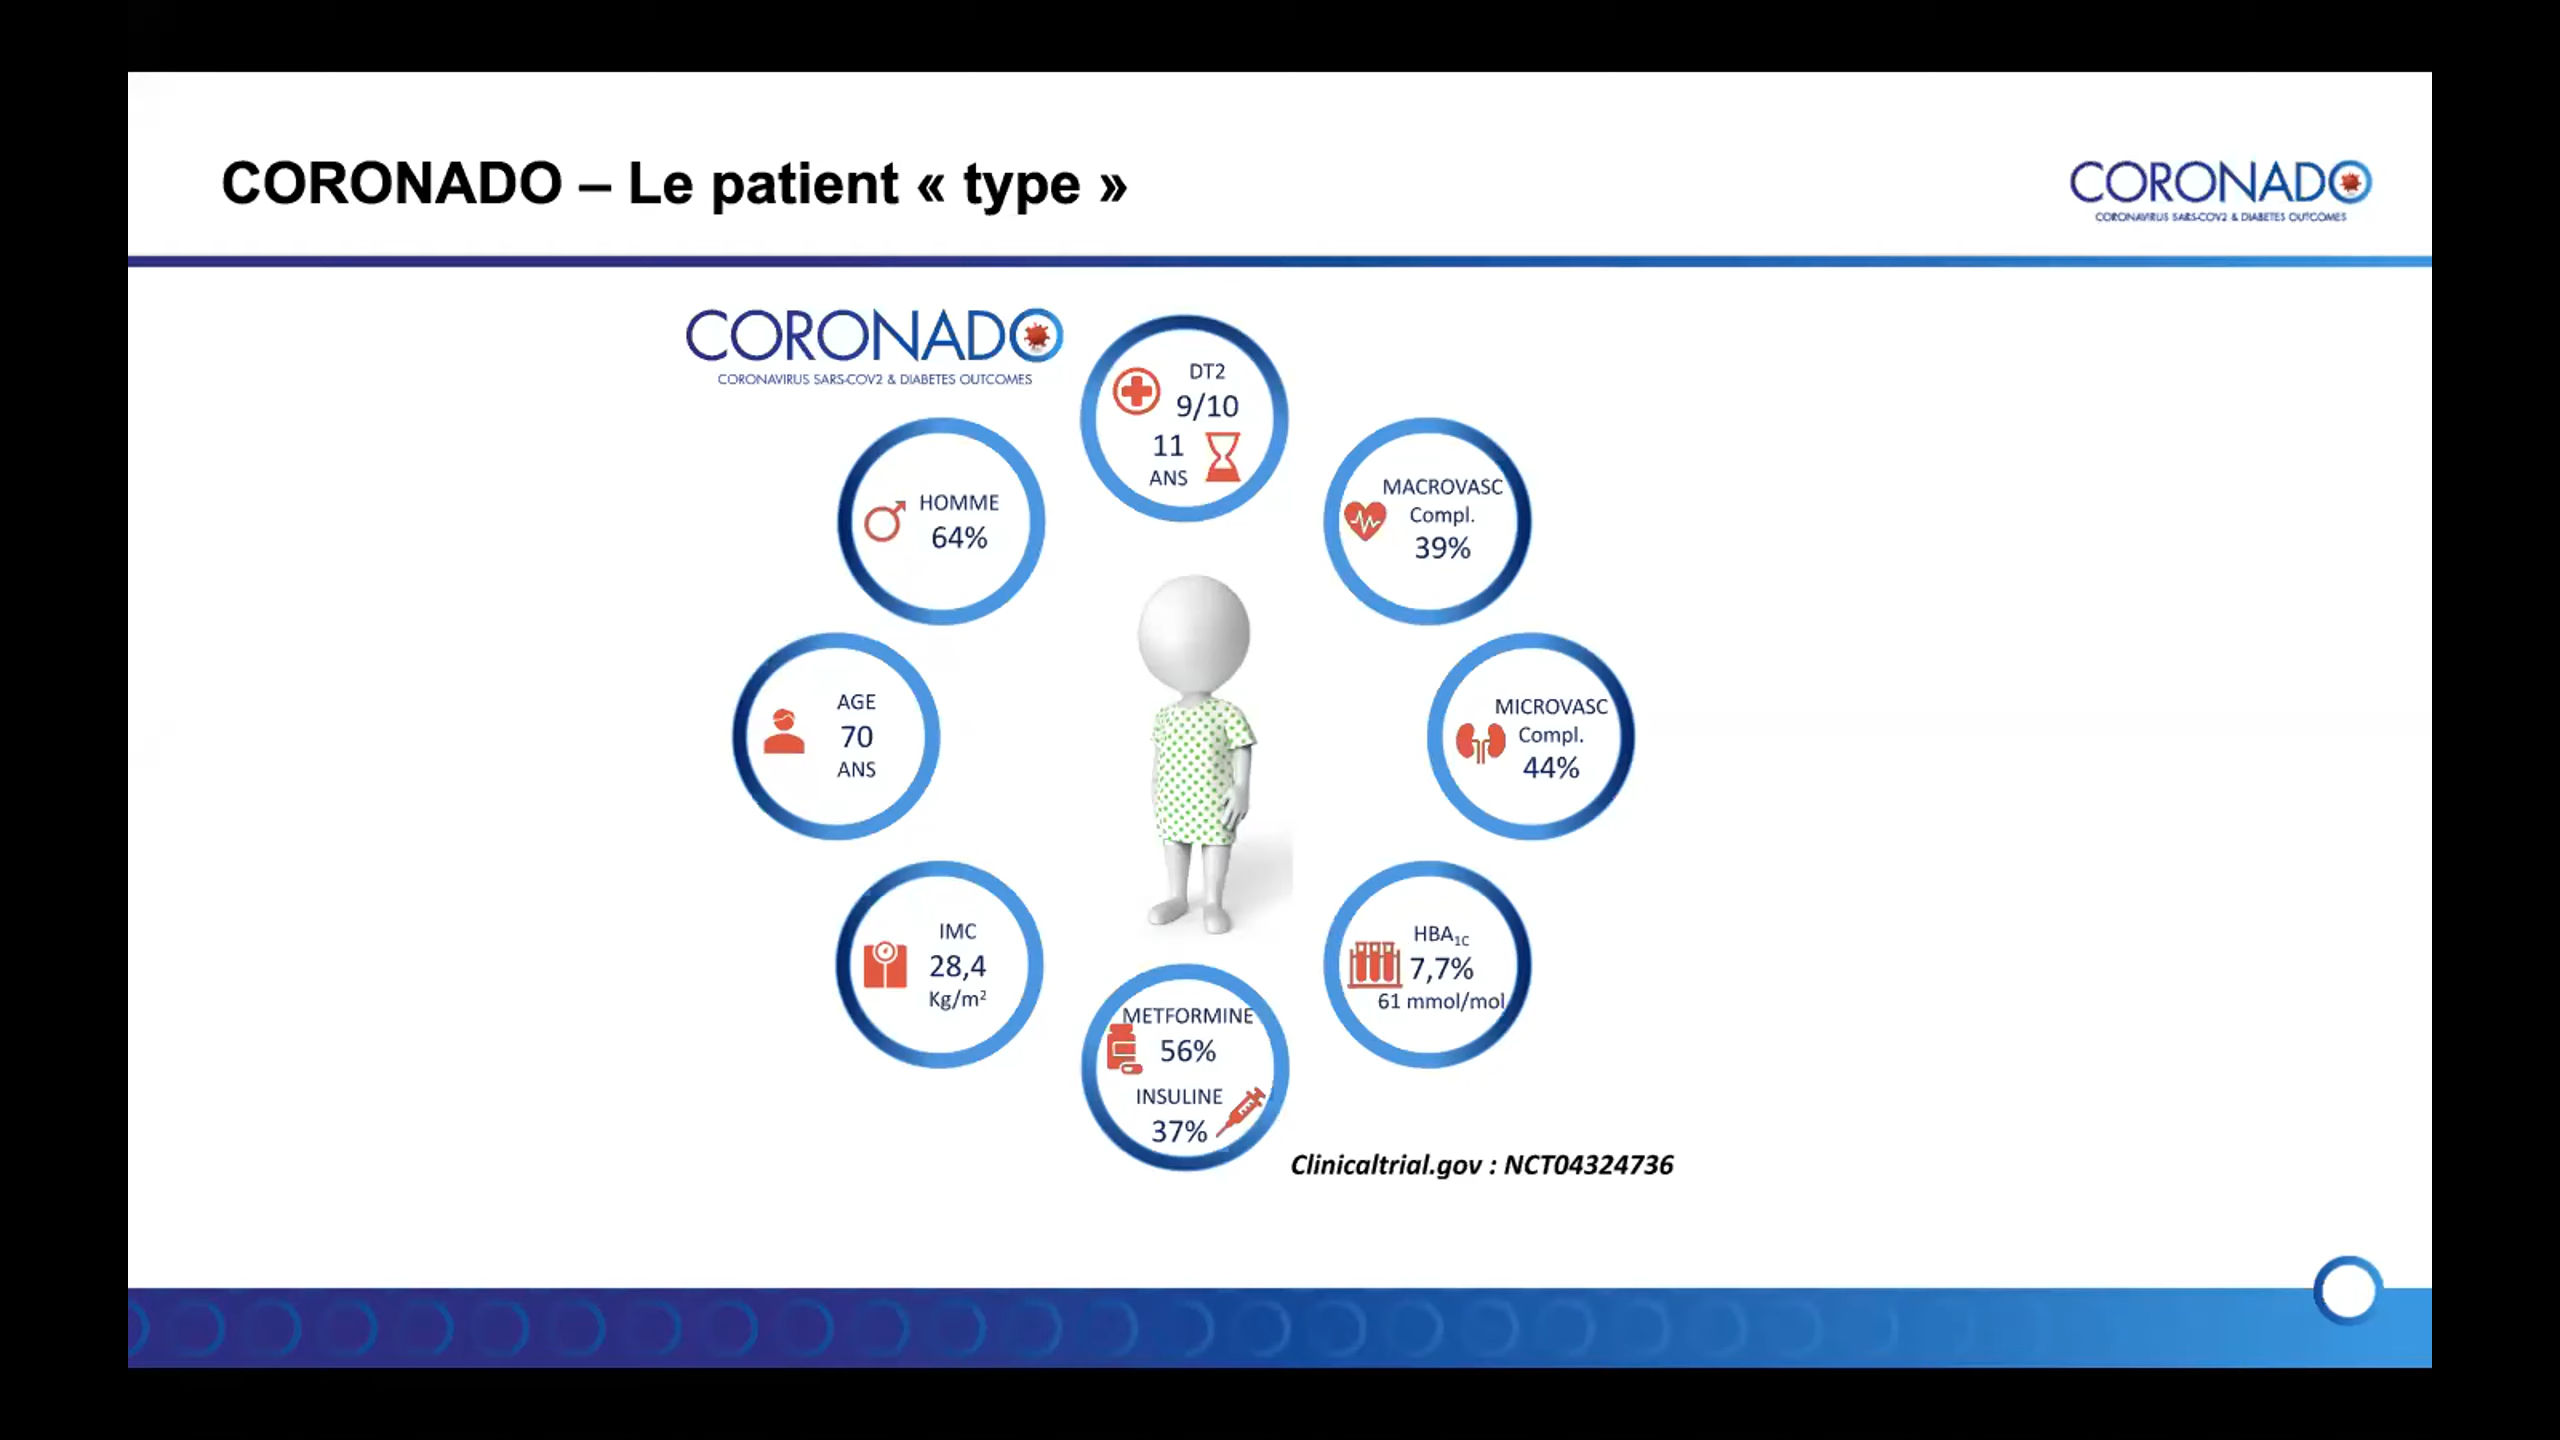 CORONADO – Le patient « type »
CORONADO
CORONAVIRUS SARS-COV2 & DIABETES OUTCOMES
CORONADO
CORONAVIRUS SARS-COV2 & DIABETES OUTCOMES
DT2
9/10
11
ANS
HOMME
64%
MACROVASC
Compl.
39%
AGE
70
ANS
MICROVASC
Compl.
44%
IMC
28,4
Kg/m²
HBA1C
7,7%
61 mmol/mol
METFORMINE
56%
INSULINE
37%
Clinicaltrial.gov : NCT04324736